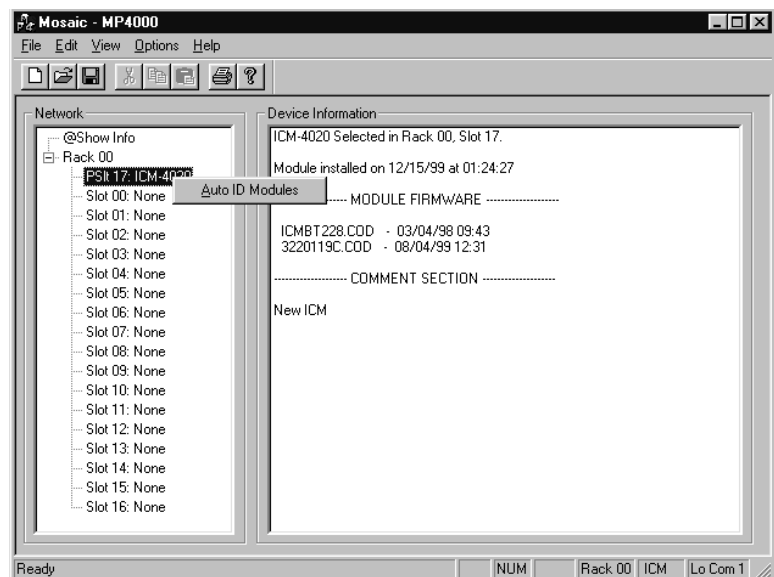 Mosaic - MP4000
File Edit View Options Help
Network
@Show Info
Rack 00
PSlt 17: ICM-4020
Auto ID Modules
Slot 00: None
Slot 01: None
Slot 02: None
Slot 03: None
Slot 04: None
Slot 05: None
Slot 06: None
Slot 07: None
Slot 08: None
Slot 09: None
Slot 10: None
Slot 11: None
Slot 12: None
Slot 13: None
Slot 14: None
Slot 15: None
Slot 16: None
Device Information
ICM-4020 Selected in Rack 00, Slot 17.
Module installed on 12/15/99 at 01:24:27
------ MODULE FIRMWARE -------------------
ICMBT228.COD - 03/04/98 09:43
3220119C.COD - 08/04/99 12:31
------------------- COMMENT SECTION -------------------
New ICM
Ready NUM Rack 00 ICM Lo Com 1